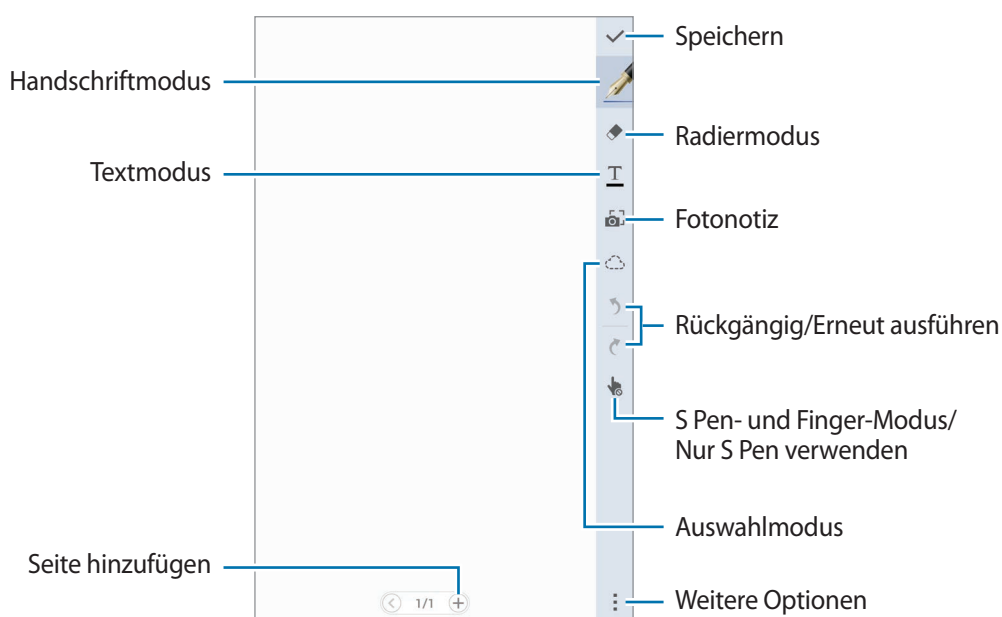 Speichern
Handschriftmodus
Radiermodus
Textmodus
T
Fotonotiz
Rückgängig/Erneut ausführen
S Pen- und Finger-Modus/
Nur S Pen verwenden
Auswahlmodus
Seite hinzufügen
1/1
Weitere Optionen